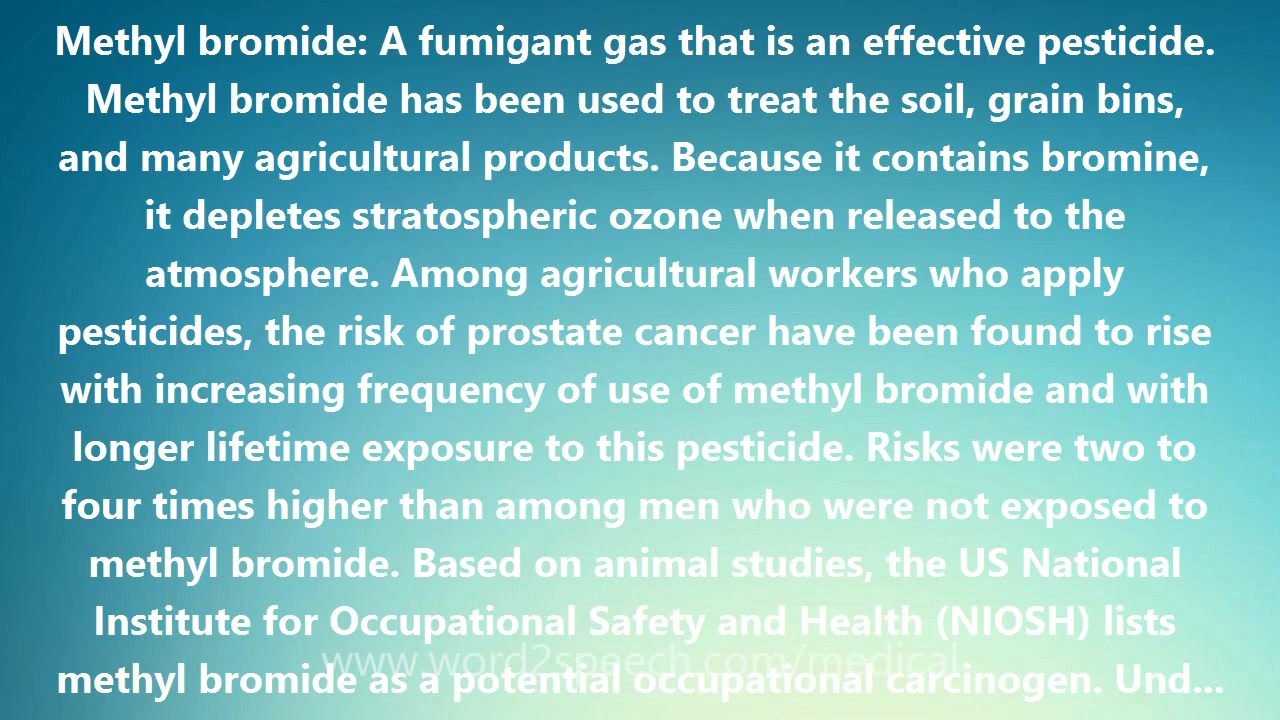 Methyl bromide: A fumigant gas that is an effective pesticide.
Methyl bromide has been used to treat the soil, grain bins,
and many agricultural products. Because it contains bromine,
it depletes stratospheric ozone when released to the
atmosphere. Among agricultural workers who apply
pesticides, the risk of prostate cancer have been found to rise
with increasing frequency of use of methyl bromide and with
longer lifetime exposure to this pesticide. Risks were two to
four times higher than among men who were not exposed to
methyl bromide. Based on animal studies, the US National
Institute for Occupational Safety and Health (NIOSH) lists
www.word2speech.com/medical
methyl bromide as a potential occupational carcinogen. Und...